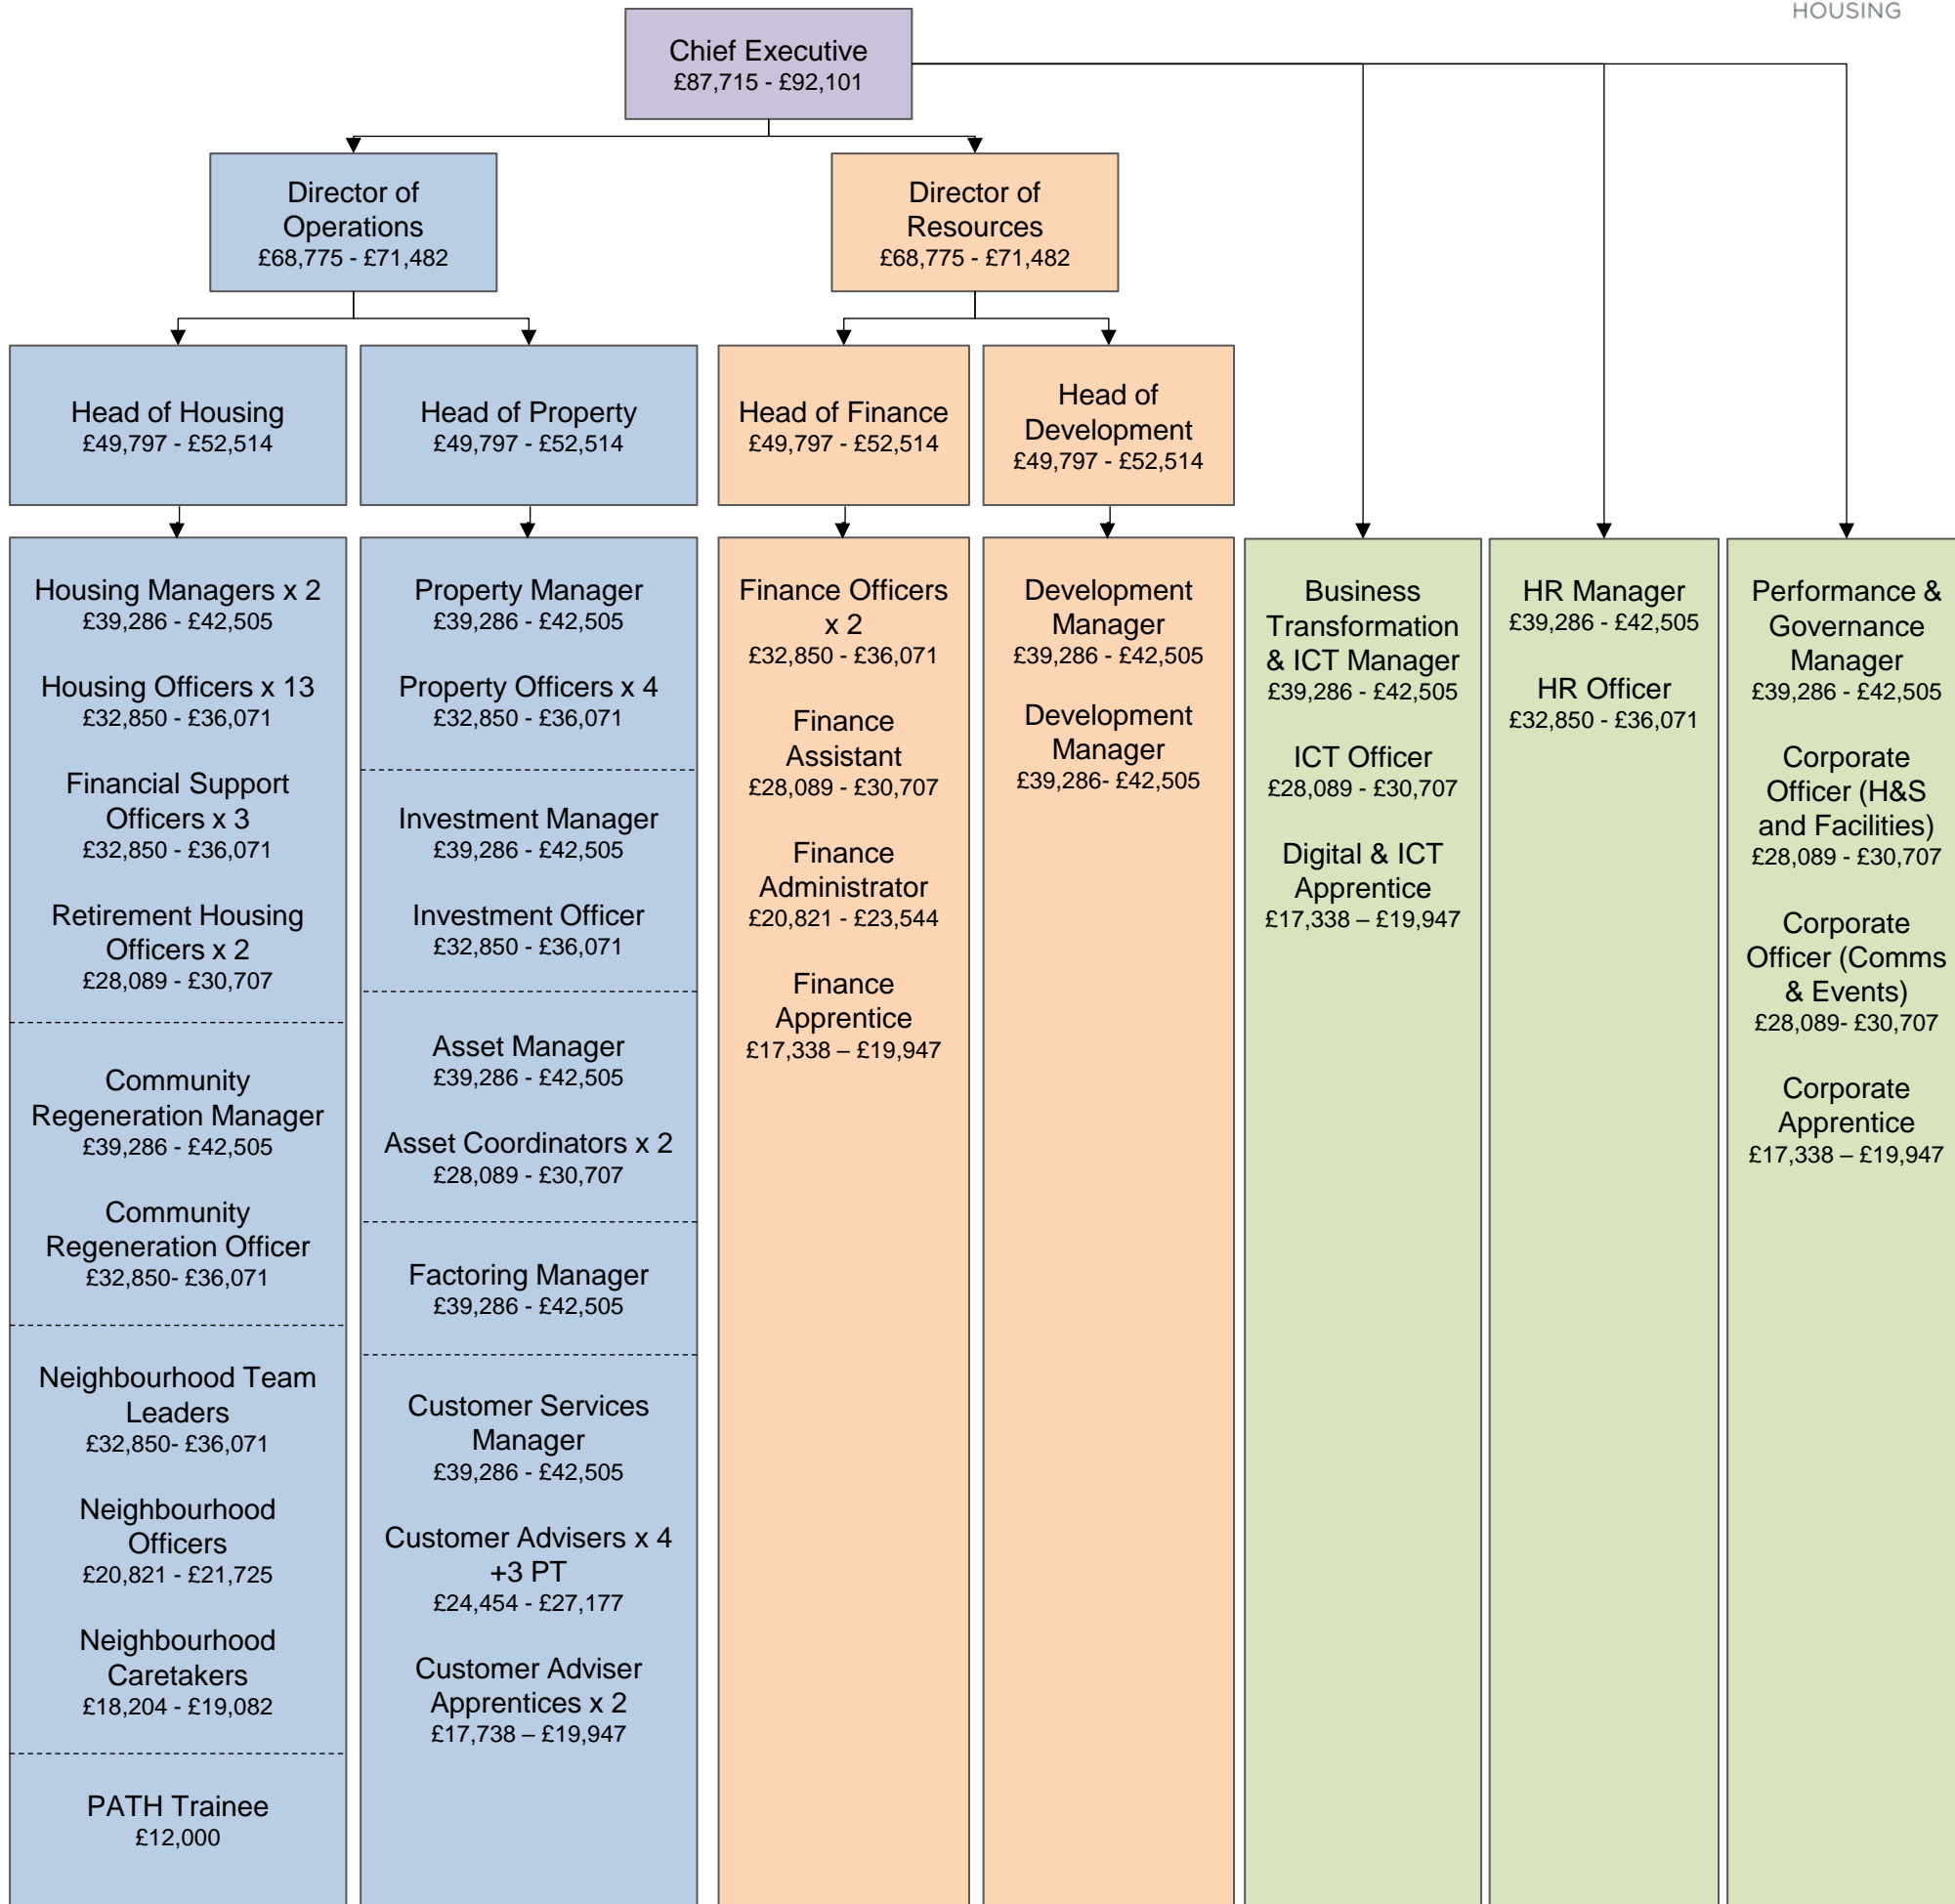 HOUSING
Chief Executive
£87,715 - £92,101
Director of
Operations
£68,775 - £71,482
Director of
Resources
£68,775 - £71,482
Head of Housing
£49,797 - £52,514
Head of Property
£49,797 - £52,514
Head of Finance
£49,797 - £52,514
Head of
Development
£49,797 - £52,514
Housing Managers x 2
£39,286 - £42,505
Housing Officers x 13
£32,850 - £36,071
Financial Support
Officers x 3
£32,850 - £36,071
Retirement Housing
Officers x 2
£28,089 - £30,707
Community
Regeneration Manager
£39,286 - £42,505
Community
Regeneration Officer
£32,850- £36,071
Neighbourhood Team
Leaders
£32,850- £36,071
Neighbourhood
Officers
£20,821 - £21,725
Neighbourhood
Caretakers
£18,204 - £19,082
PATH Trainee
£12,000
Property Manager
£39,286 - £42,505
Property Officers x 4
£32,850 - £36,071
Investment Manager
£39,286 - £42,505
Investment Officer
£32,850 - £36,071
Asset Manager
£39,286 - £42,505
Asset Coordinators x 2
£28,089 - £30,707
Factoring Manager
£39,286 - £42,505
Customer Services
Manager
£39,286 - £42,505
Customer Advisers x 4
+3 PT
£24,454 - £27,177
Customer Adviser
Apprentices x 2
£17,738 – £19,947
Finance Officers
x 2
£32,850 - £36,071
Finance
Assistant
£28,089 - £30,707
Finance
Administrator
£20,821 - £23,544
Finance
Apprentice
£17,338 – £19,947
Development
Manager
£39,286 - £42,505
Development
Manager
£39,286- £42,505
Business
Transformation
& ICT Manager
£39,286 - £42,505
ICT Officer
£28,089 - £30,707
Digital & ICT
Apprentice
£17,338 – £19,947
HR Manager
£39,286 - £42,505
HR Officer
£32,850 - £36,071
Performance &
Governance
Manager
£39,286 - £42,505
Corporate
Officer (H&S
and Facilities)
£28,089 - £30,707
Corporate
Officer (Comms
& Events)
£28,089- £30,707
Corporate
Apprentice
£17,338 – £19,947